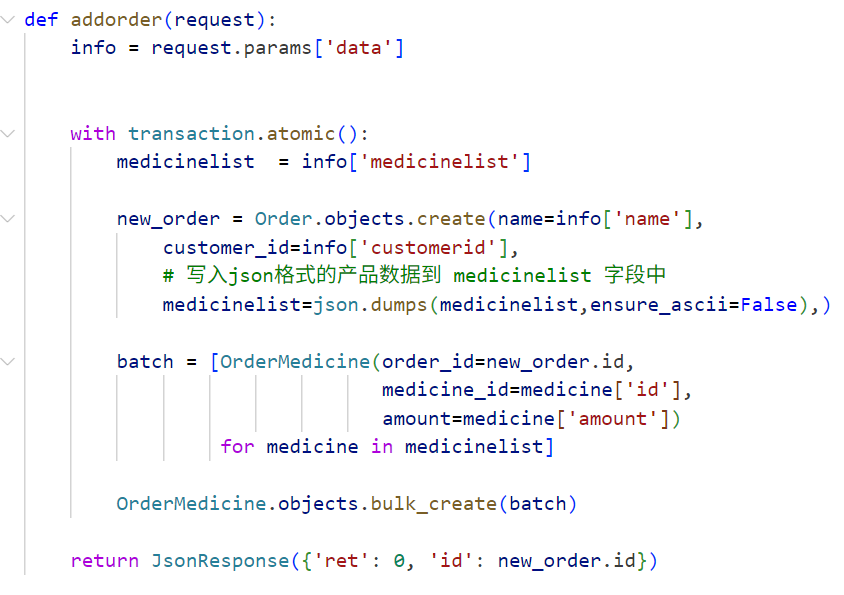 def addorder(request):
    info = request.params['data']
    with transaction.atomic():
        medicinelist  = info['medicinelist']
        new_order = Order.objects.create(name=info['name'],
            customer_id=info['customerid'],
            # 写入json格式的产品数据到 medicinelist 字段中
            medicinelist=json.dumps(medicinelist,ensure_ascii=False),)
        batch = [OrderMedicine(order_id=new_order.id,
                               medicine_id=medicine['id'],
                               amount=medicine['amount'])
                 for medicine in medicinelist]
        OrderMedicine.objects.bulk_create(batch)
    return JsonResponse({'ret': 0, 'id': new_order.id})